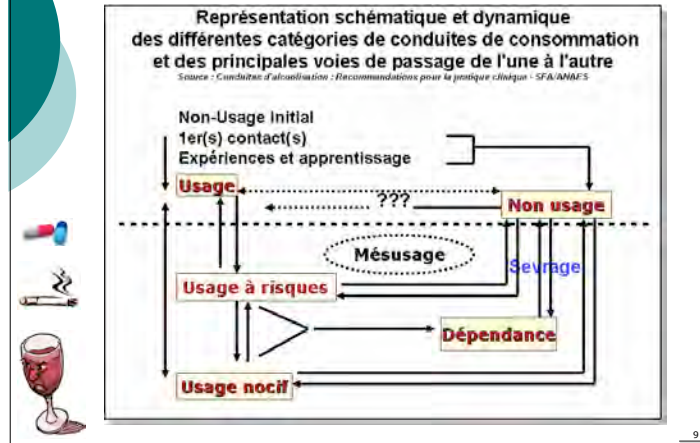 Représentation schématique et dynamique
des différentes catégories de conduites de consommation
et des principales voies de passage de l'une à l'autre
Source : Conduites d'alcoolisation : Recommandations pour la pratique clinique - SFA/ANAES
Non-Usage Initial
1er(s) contact(s)
Expériences et apprentissage
Usage
???
Non usage
Mésusage
Sevrage
Usage à risques
Dépendance
Usage nocif
9